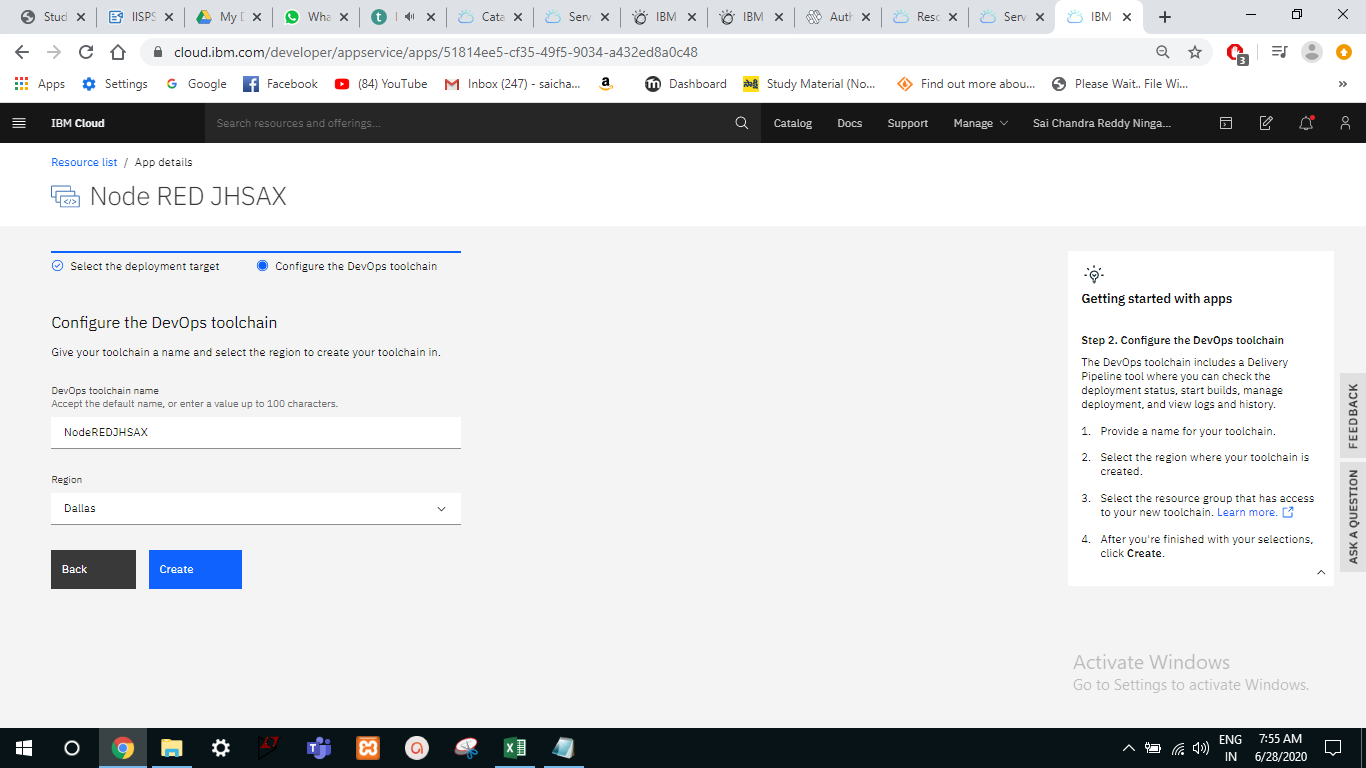 Stud
IISPS
My D
Wha
Cata
Serv
IBM
IBM
Auth
Reso
Serv
IBM
cloud.ibm.com/developer/appservice/apps/51814ee5-cf35-49f5-9034-a432ed8a0c48
3
Apps
Settings
Google
Facebook
(84) YouTube
Inbox (247) - saicha...
Dashboard
Study Material (No...
Find out more abou...
Please Wait.. File Wi...
IBM Cloud
Search resources and offerings...
Catalog
Docs
Support
Manage
Sai Chandra Reddy Ninga...
Resource list / App details
Node RED JHSAX
Select the deployment target
Configure the DevOps toolchain
Configure the DevOps toolchain
Give your toolchain a name and select the region to create your toolchain in.
DevOps toolchain name
Accept the default name, or enter a value up to 100 characters.
NodeREDJHSAX
Region
Dallas
Back
Create
Getting started with apps
Step 2. Configure the DevOps toolchain
The DevOps toolchain includes a Delivery
Pipeline tool where you can check the
deployment status, start builds, manage
deployment, and view logs and history.
1. Provide a name for your toolchain.
2. Select the region where your toolchain is
created.
3. Select the resource group that has access
to your new toolchain. Learn more.
4. After you're finished with your selections,
click Create.
FEEDBACK
ASK A QUESTION
Activate Windows
Go to Settings to activate Windows.
ENG
IN
7:55 AM
6/28/2020